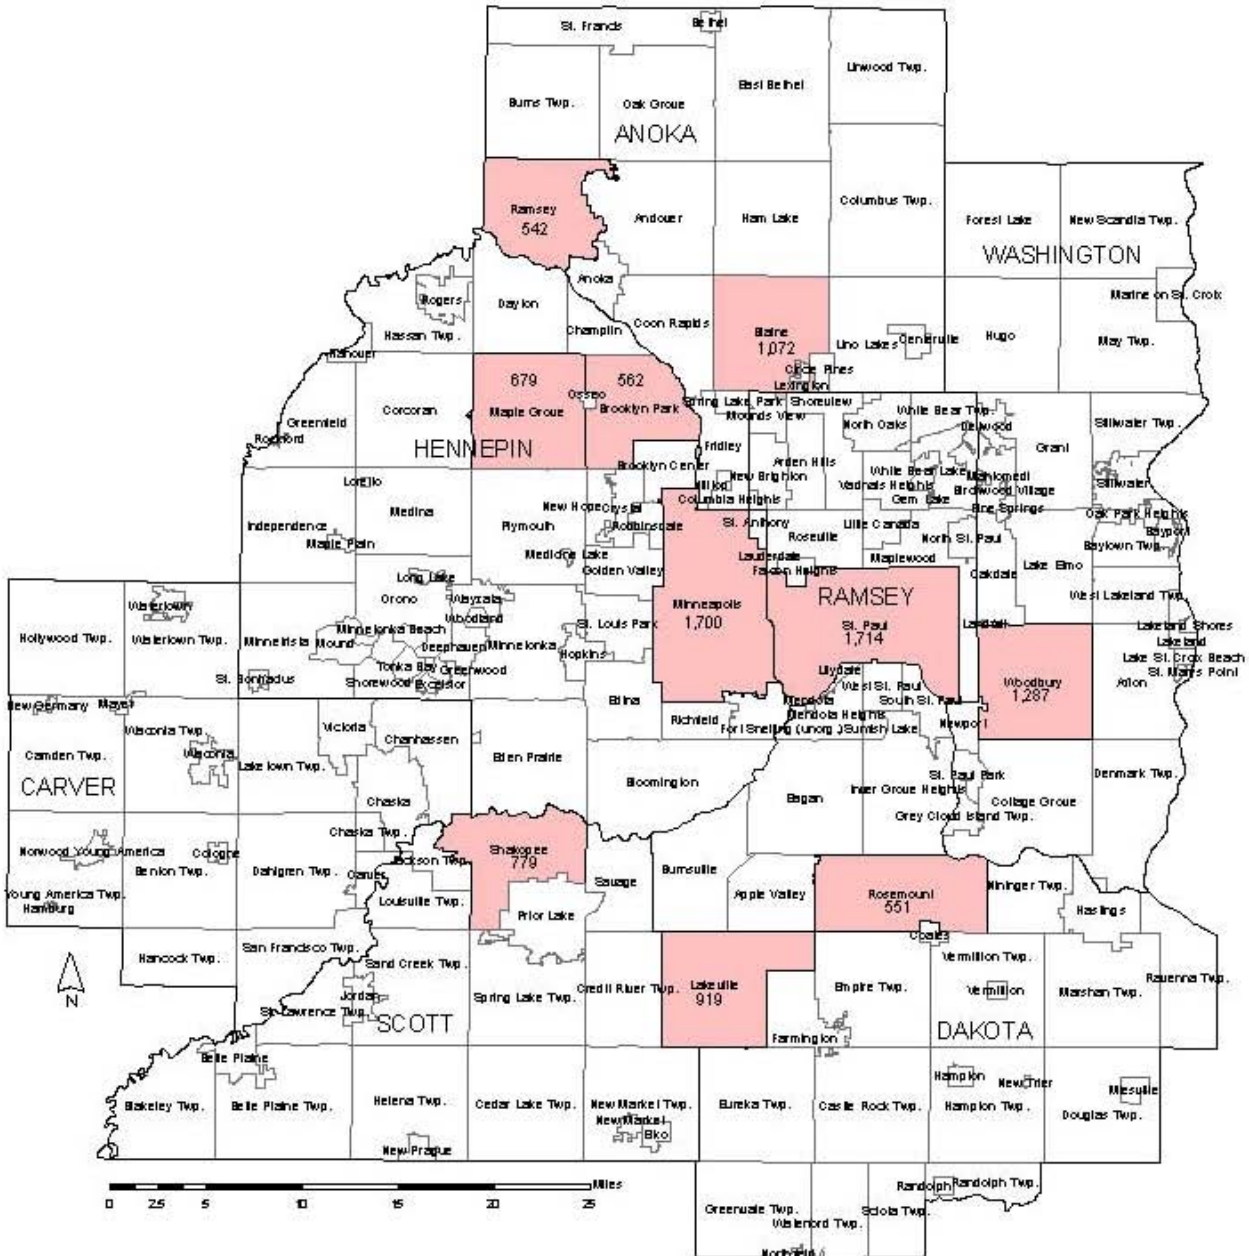 St. Francis
Bethel
Linwood Twp.
East Bethel
Burns Twp.
Oak Grove
ANOKA
Ramsey
542
Andover
Ham Lake
Columbus Twp.
Forest Lake
New Scandia Twp.
WASHINGTON
Anoka
Rogers
Dayton
Marine on St. Croix
Hassan Twp.
Champlin
Coon Rapids
Blaine
1,072
Lino Lakes
Centerville
Hugo
May Twp.
Hanover
Circle Pines
Lexington
679
562
Osseo
Maple Grove
Brooklyn Park
Corcoran
Greenfield
Rockford
HENNEPIN
Spring Lake Park
Shoreview
Mounds View
White Bear Twp.
Dellwood
North Oaks
Stillwater Twp.
Fridley
Grant
Brooklyn Center
Arden Hills
New Brighton
Hilltop
Columbia Heights
White Bear Lake
Mahtomedi
Vadnais Heights
Birchwood Village
Gem Lake
Pine Springs
Stillwater
Loretto
Medina
New Hope
Crystal
Robbinsdale
Plymouth
St. Anthony
Roseville
Little Canada
North St. Paul
Oak Park Heights
Bayport
Baytown Twp.
Independence
Maple Plain
Medicine Lake
Golden Valley
Lauderdale
Falcon Heights
Maplewood
Oakdale
Lake Elmo
Long Lake
Orono
Wayzata
Woodland
Minneapolis
1,700
RAMSEY
St. Paul
1,714
West Lakeland Twp.
Watertown
Hollywood Twp.
Watertown Twp.
Minnetrista
Mound
Minnetonka Beach
Deephaven
Minnetonka
St. Louis Park
Hopkins
Landfall
Lakeland Shores
Lakeland
Lake St. Croix Beach
St. Marys Point
Afton
Tonka Bay
Greenwood
Shorewood
Excelsior
St. Bonifacius
Lilydale
West St. Paul
South St. Paul
Woodbury
1,287
New Germany
Mayer
Edina
Richfield
Mendota
Mendota Heights
Fort Snelling (unorg.)
Sunfish Lake
Newport
Waconia Twp.
Victoria
Chanhassen
Camden Twp.
Waconia
Laketown Twp.
Eden Prairie
Bloomington
CARVER
St. Paul Park
Denmark Twp.
Chaska
Eagan
Inver Grove Heights
Cottage Grove
Grey Cloud Island Twp.
Chaska Twp.
Norwood Young America
Cologne
Benton Twp.
Dahlgren Twp.
Carver
Jackson Twp.
Shakopee
779
Savage
Burnsville
Young America Twp.
Hamburg
Louisville Twp.
Prior Lake
Apple Valley
Rosemount
551
Nininger Twp.
Hastings
Coates
Hancock Twp.
San Francisco Twp.
Sand Creek Twp.
Vermillion Twp.
Ravenna Twp.
N
Jordan
St. Lawrence Twp.
Spring Lake Twp.
Credit River Twp.
Lakeville
919
Empire Twp.
Vermillion
Marshan Twp.
SCOTT
Farmington
DAKOTA
Belle Plaine
Blakeley Twp.
Belle Plaine Twp.
Helena Twp.
Cedar Lake Twp.
New Market Twp.
New Market
Elko
Eureka Twp.
Castle Rock Twp.
Hampton
New Trier
Miesville
Hampton Twp.
Douglas Twp.
New Prague
Miles
0 2.5 5 10 15 20 25
Randolph
Randolph Twp.
Greenvale Twp.
Sciota Twp.
Waterford Twp.
Northfield